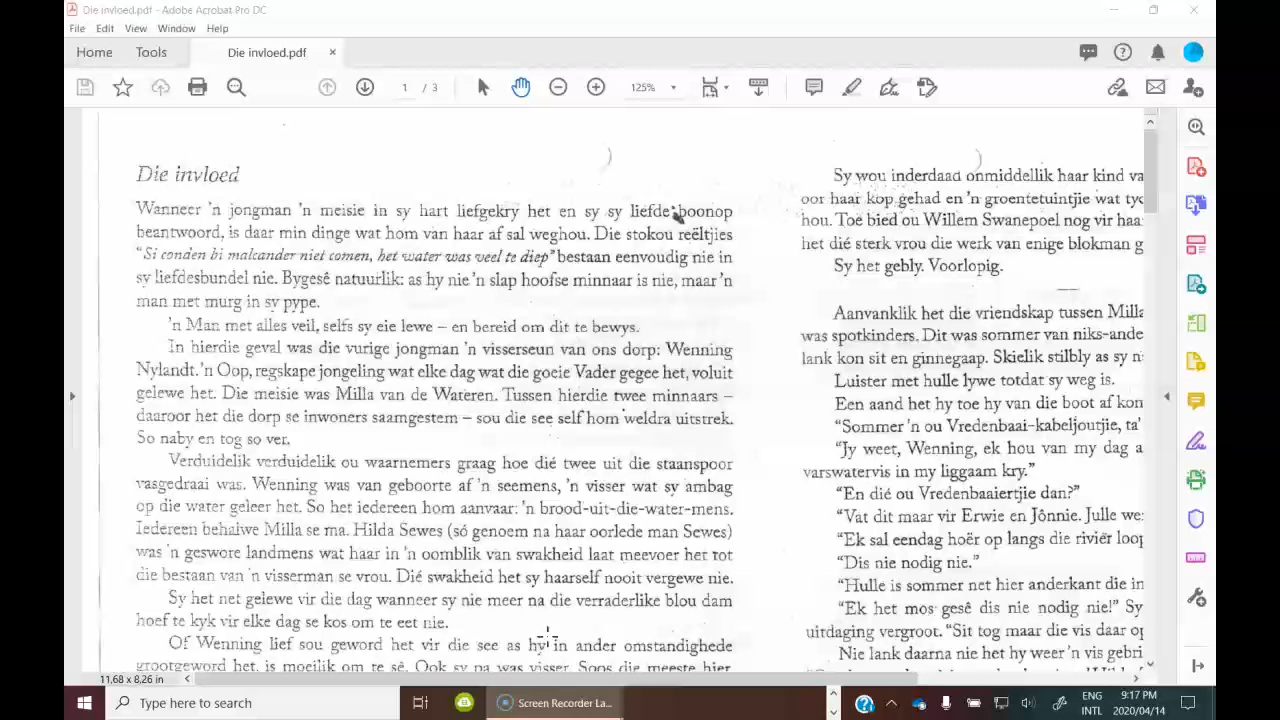 Die invloed.pdf - Adobe Acrobat Pro DC
File Edit View Window Help
Home Tools Die invloed.pdf ×
1 / 3 125%
Die invloed
Wanneer 'n jongman 'n meisie in sy hart liefgekry het en sy sy liefde boonop
beantwoord, is daar min dinge wat hom van haar af sal weghou. Die stokou reëltjies
"Si conden bi malcander niet comen, het water was veel te diep" bestaan eenvoudig nie in
sy liefdesbundel nie. Bygesê natuurlik: as hy nie 'n slap hoofse minnaar is nie, maar 'n
man met murg in sy pype.
'n Man met alles veil, selfs sy eie lewe – en bereid om dit te bewys.
In hierdie geval was die vurige jongman 'n visserseun van ons dorp: Wenning
Nylandt. 'n Oop, regskape jongeling wat elke dag wat die goeie Vader gegee het, voluit
gelewe het. Die meisie was Milla van de Wateren. Tussen hierdie twee minnaars –
daaroor het die dorp se inwoners saamgestem – sou die see self hom weldra uitstrek.
So naby en tog so ver.
Verduidelik verduidelik ou waarnemers graag hoe dié twee uit die staanspoor
vasgedraai was. Wenning was van geboorte af 'n seemens, 'n visser wat sy ambag
op die water geleer het. So het iedereen hom aanvaar: 'n brood-uit-die-water-mens.
Iedereen behalwe Milla se ma. Hilda Sewes (só genoem na haar oorlede man Sewes)
was 'n geswore landmens wat haar in 'n oomblik van swakheid laat meevoer het tot
die bestaan van 'n visserman se vrou. Dié swakheid het sy haarself nooit vergewe nie.
Sy het net gelewe vir die dag wanneer sy nie meer na die verraderlike blou dam
hoef te kyk vir elke dag se kos om te eet nie.
Of Wenning lief sou geword het vir die see as hy in ander omstandighede
grootgeword het, is moeilik om te sê. Ook sy pa was visser. Soos die meeste hier
Sy wou inderdaad onmiddellik haar kind va
oor haar kop gehad en 'n groentetuintjie wat tyd
hou. Toe bied ou Willem Swanepoel nog vir haar
het dié sterk vrou die werk van enige blokman g
Sy het gebly. Voorlopig.
Aanvanklik het die vriendskap tussen Milla
was spotkinders. Dit was sommer van niks-ande
lank kon sit en ginnegaap. Skielik stilbly as sy n
Luister met hulle lywe totdat sy weg is.
Een aand het hy toe hy van die boot af kon
"Sommer 'n ou Vredenbaai-kabeljoutjie, ta'
"Jy weet, Wenning, ek hou van my dag a
varswatervis in my liggaam kry."
"En dié ou Vredenbaaiertjie dan?"
"Vat dit maar vir Erwie en Jônnie. Julle we
"Ek sal eendag hoër op langs die rivier loop
"Dis nie nodig nie."
"Hulle is sommer net hier anderkant die in
"Ek het mos gesê dis nie nodig nie!" Sy
uitdaging vergroot. "Sit tog maar die vis daar op
Nie lank daarna nie het hy weer 'n vis gebri
11,68 x 8,26 in
Type here to search Screen Recorder La... ENG INTL 9:17 PM 2020/04/14